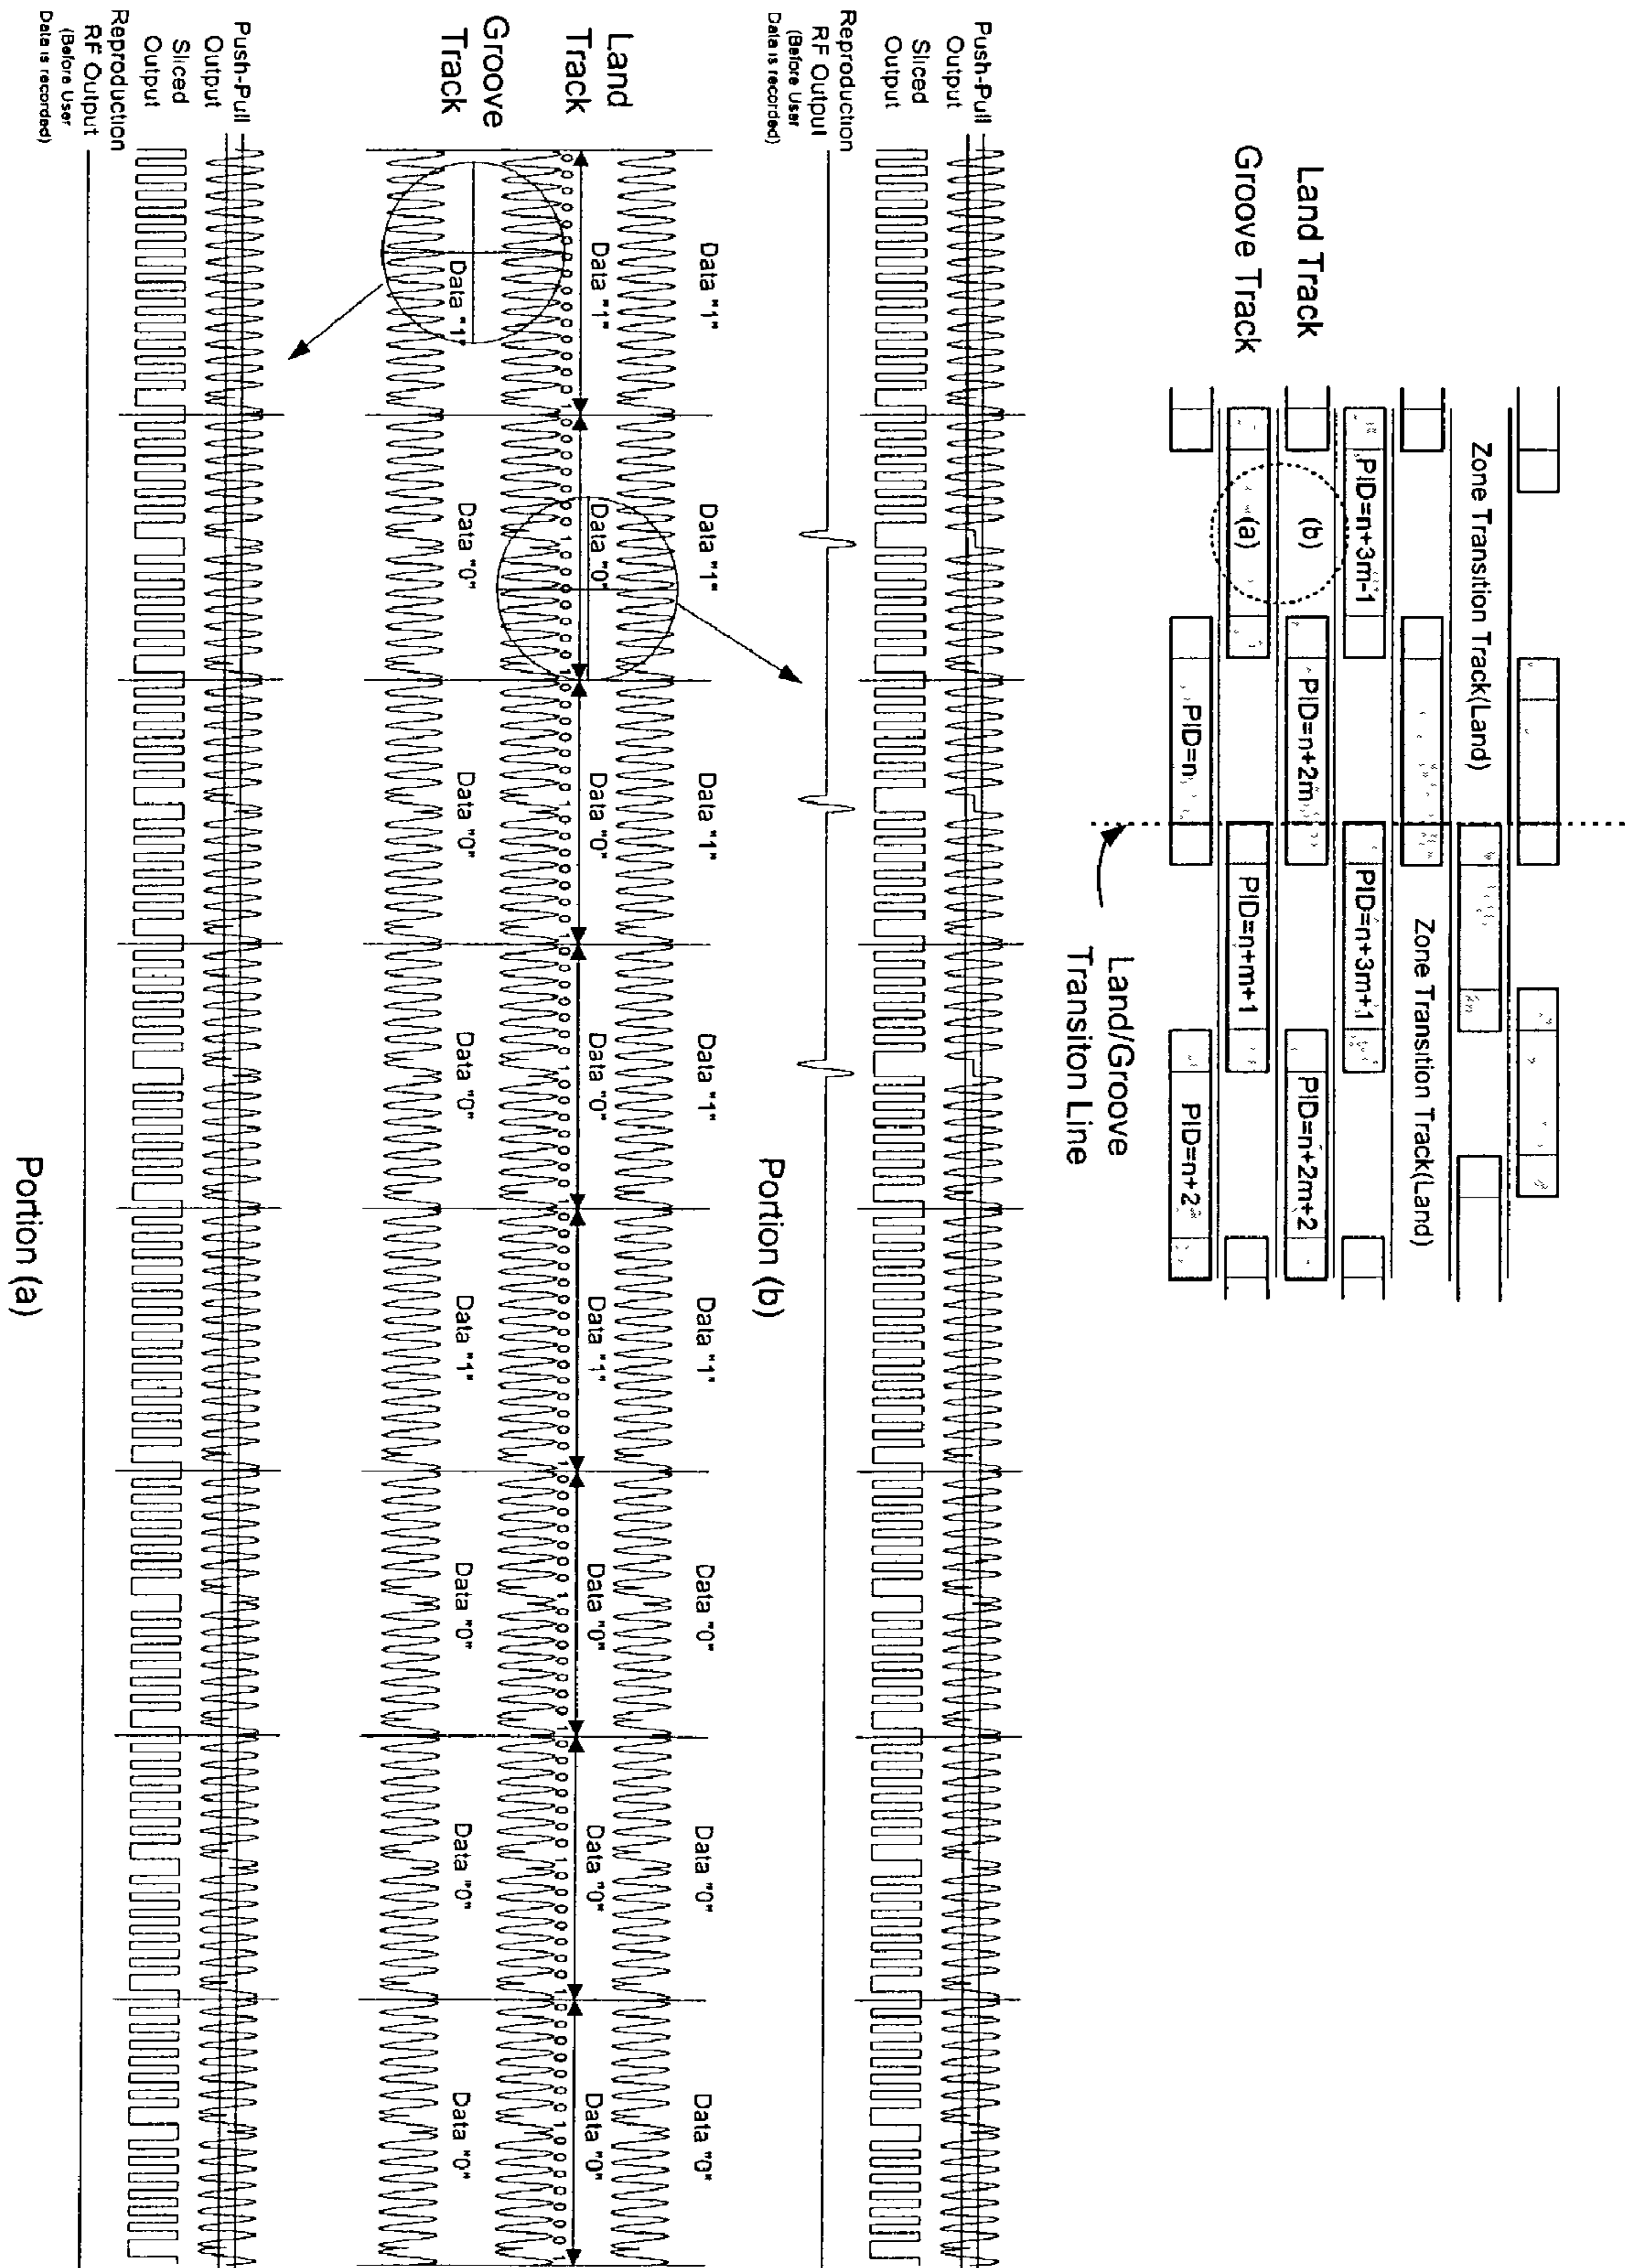 Zone Transition Track(Land)
Zone Transition Track(Land)
PID=n+3m-1
PID=n+3m+1
Land Track
(b)
PID=n+2m
PID=n+2m+2
Groove Track
(a)
PID=n+m+1
PID=n
PID=n+2
Land/Groove
Transiton Line
Push-Pull
Output
Sliced
Output
Reproduction
RF Output
(Before User
Data is recorded)
Portion (b)
Data "1" Data "1" Data "1" Data "1" Data "1" Data "0" Data "0" Data "0"
Land
Track
Data "1" Data "0" Data "0" Data "0" Data "1" Data "0" Data "0" Data "0"
Groove
Track
Data "1" Data "0" Data "0" Data "0" Data "1" Data "0" Data "0" Data "0"
Push-Pull
Output
Sliced
Output
Reproduction
RF Output
(Before User
Data is recorded)
Portion (a)